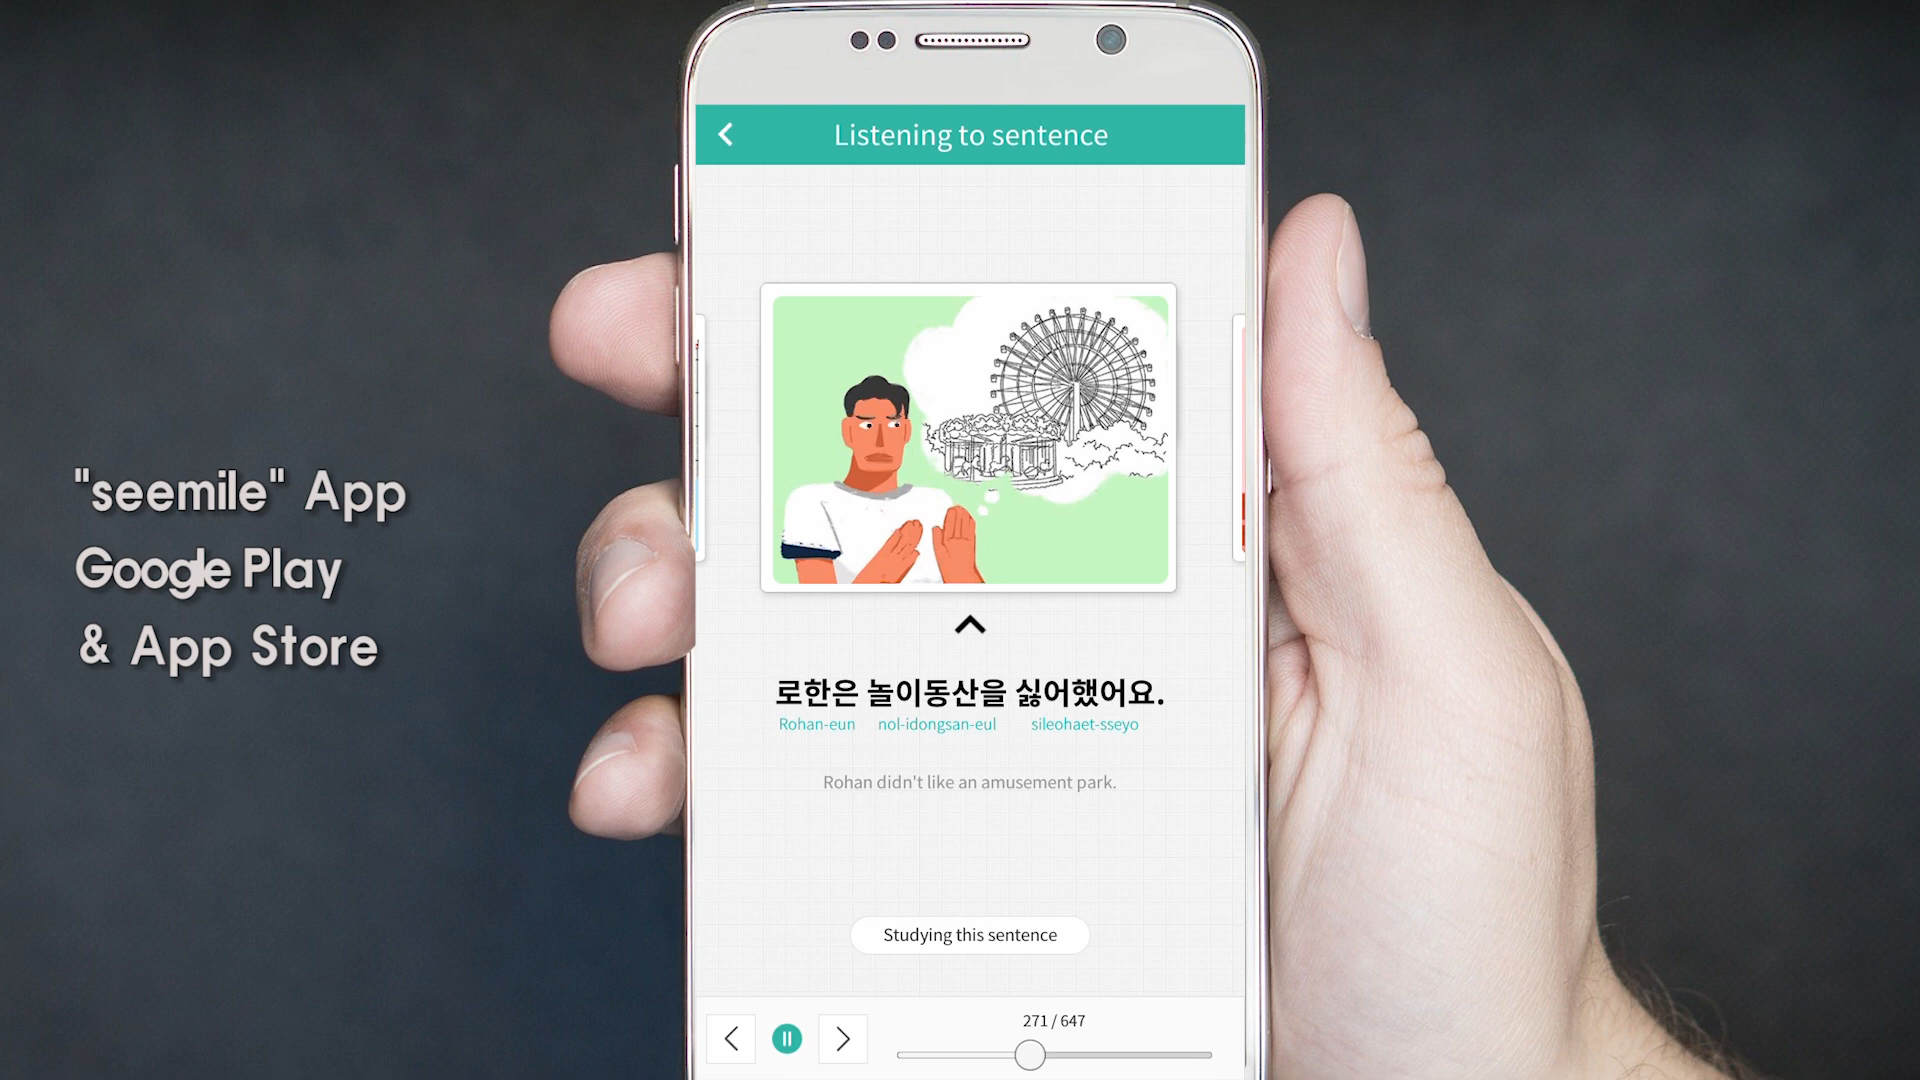 "seemile" App
Google Play
& App Store
Listening to sentence
로한은 놀이동산을 싫어했어요.
Rohan-eun nol-idongsan-eul sileohaet-sseyo
Rohan didn't like an amusement park.
Studying this sentence
271 / 647